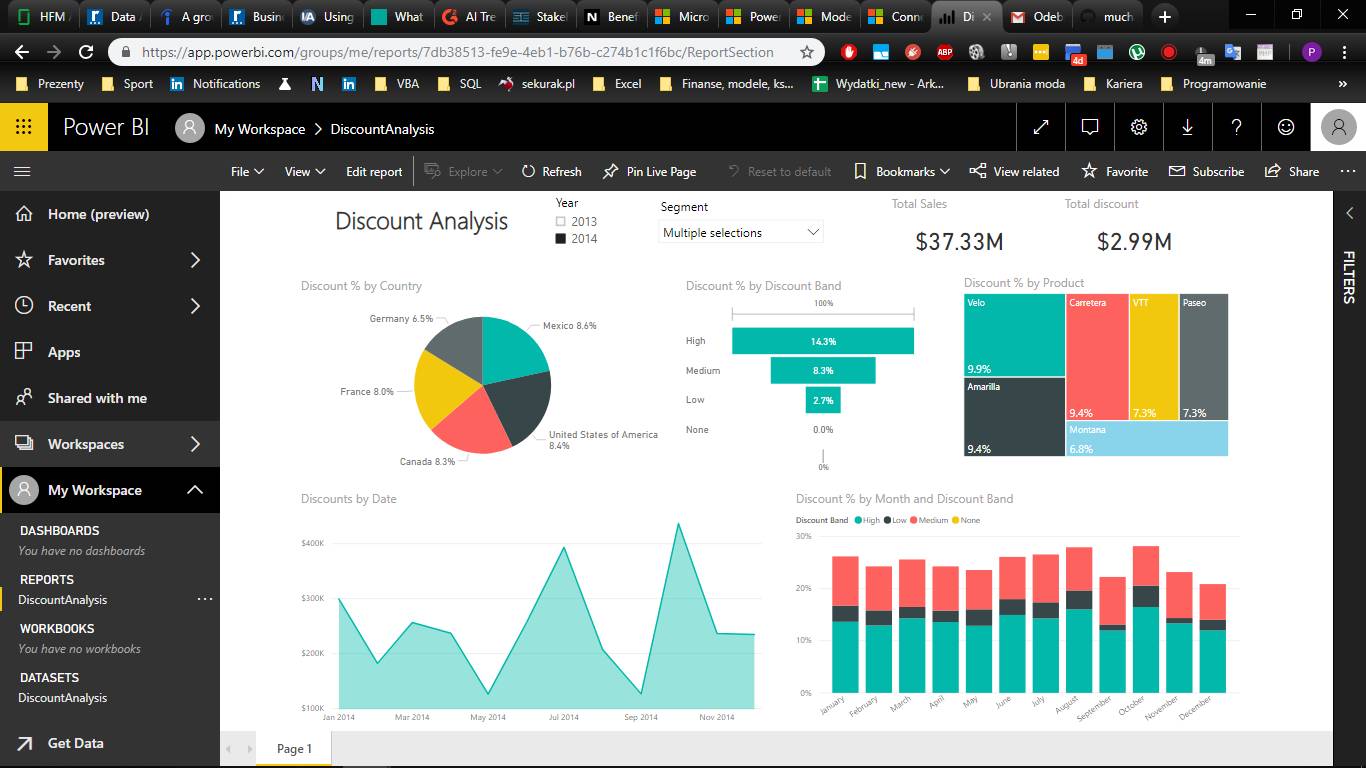 HFM Data A gro Busin Using What AI Tre Stake Benef Micro Power Mode Conn Di Odeb much
https://app.powerbi.com/groups/me/reports/7db38513-fe9e-4eb1-b76b-c274b1c1f6bc/ReportSection ABP 4d 4m P
Prezenty Sport Notifications VBA SQL sekurak.pl Excel Finanse, modele, ks... Wydatki_new - Ark... Ubrania moda Kariera Programowanie »
Power BI My Workspace > DiscountAnalysis
File View Edit report Explore Refresh Pin Live Page Reset to default Bookmarks View related Favorite Subscribe Share ...
Home (preview)
Favorites
Recent
Apps
Shared with me
Workspaces
My Workspace
DASHBOARDS
You have no dashboards
REPORTS
DiscountAnalysis ...
WORKBOOKS
You have no workbooks
DATASETS
DiscountAnalysis
Get Data
Discount Analysis
Year
2013
2014
Segment
Multiple selections
Total Sales
$37.33M
Total discount
$2.99M
FILTERS
Discount % by Country
Germany 6.5%
Mexico 8.6%
France 8.0%
United States of America
8.4%
Canada 8.3%
Discount % by Discount Band
100%
High 14.3%
Medium 8.3%
Low 2.7%
None 0.0%
0%
Discount % by Product
Velo
9.9%
Carretera
9.4%
VTT
7.3%
Paseo
7.3%
Amarilla
9.4%
Montana
6.8%
Discounts by Date
$400K
$300K
$200K
$100K
Jan 2014 Mar 2014 May 2014 Jul 2014 Sep 2014 Nov 2014
Discount % by Month and Discount Band
Discount Band High Low Medium None
30%
20%
10%
0%
January February March April May June July August September October November December
Page 1